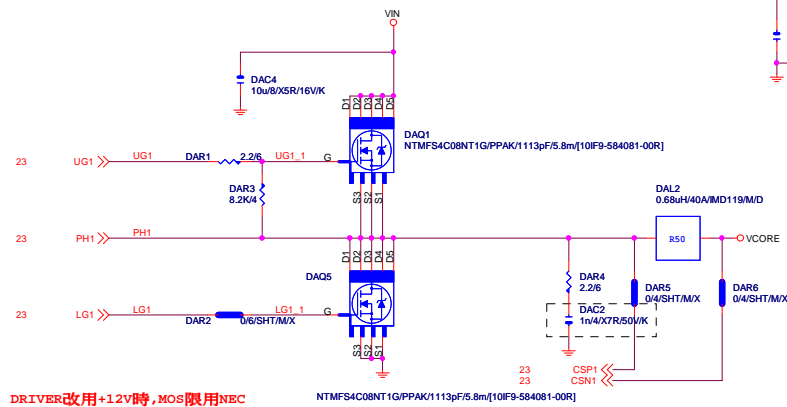 VIN
DAC4
10u/8/X5R/16V/K
D1
D2
D3
D4
D5
DAQ1
NTMFS4C08NT1G/PPAK/1113pF/5.8m/[10IF9-584081-00R]
23
UG1
UG1
DAR1
2.2/6
UG1_1
G
DAR3
8.2K/4
S3
S2
S1
DAL2
0.68uH/40A/IMD119/M/D
R50
VCORE
23
PH1
PH1
D1
D2
D3
D4
D5
DAQ5
23
LG1
LG1
DAR2
0/6/SHT/M/X
LG1_1
G
S3
S2
S1
DAR4
2.2/6
DAC2
1n/4/X7R/50V/K
DAR5
0/4/SHT/M/X
DAR6
0/4/SHT/M/X
23
CSP1
23
CSN1
NTMFS4C08NT1G/PPAK/1113pF/5.8m/[10IF9-584081-00R]
DRIVER改用+12V時,MOS限用NEC